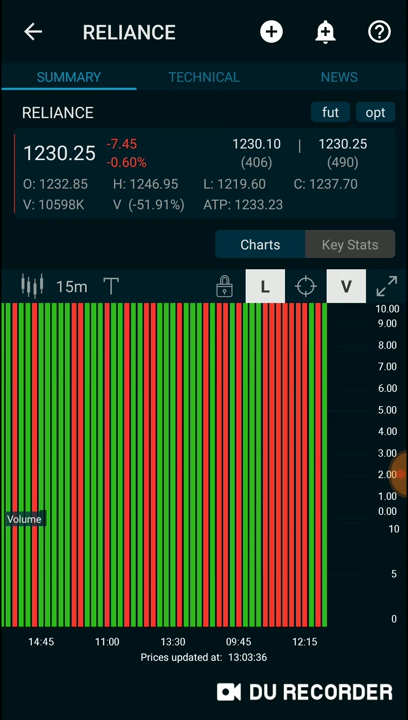 RELIANCE
SUMMARY TECHNICAL NEWS
RELIANCE fut opt
1230.25 -7.45 -0.60% 1230.10 (406) | 1230.25 (490)
O: 1232.85 H: 1246.95 L: 1219.60 C: 1237.70
V: 10598K V (-51.91%) ATP: 1233.23
Charts Key Stats
15m T L V
10.00
9.00
8.00
7.00
6.00
5.00
4.00
3.00
2.00
1.00
0.00
Volume
10
5
0
14:45 11:00 13:30 09:45 12:15
Prices updated at: 13:03:36
DU RECORDER